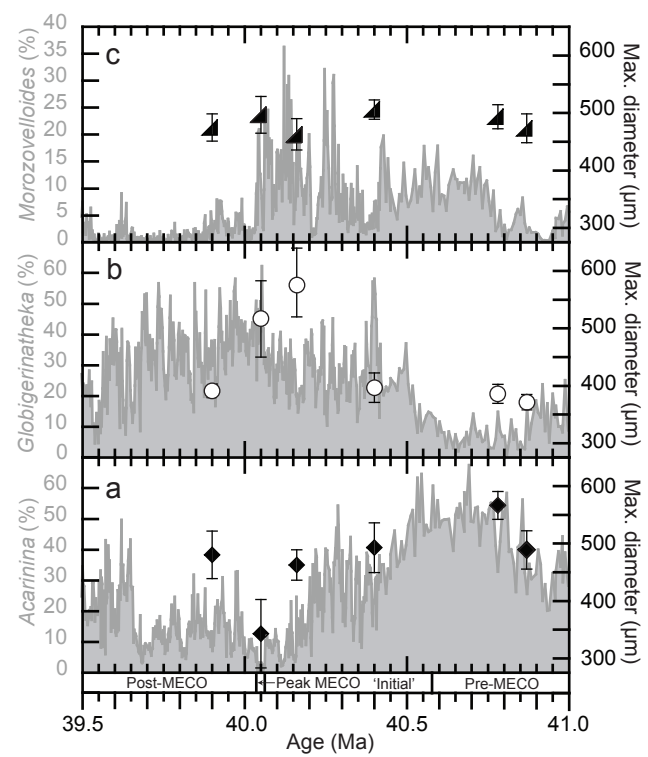 Morozovelloides (%)
40
35
30
25
20
15
10
5
0
c
600
500
400
300
Max. diameter (µm)
Globigerinatheka (%)
60
50
40
30
20
10
0
b
600
500
400
300
Max. diameter (µm)
Acarinina (%)
60
50
40
30
20
10
0
a
600
500
400
300
Max. diameter (µm)
Post-MECO Peak MECO 'Initial' Pre-MECO
39.5 40.0 40.5 41.0
Age (Ma)